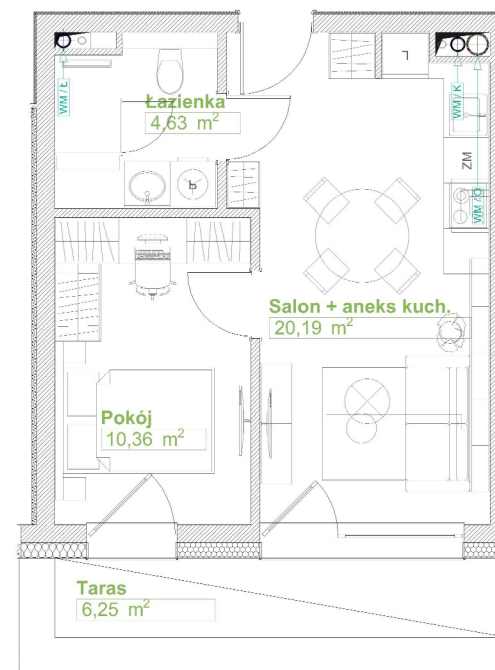 L
WM / Ł
WM / K
Łazienka
4,63 m²
ZM
WM / O
P
Salon + aneks kuch.
20,19 m²
Pokój
10,36 m²
Taras
6,25 m²